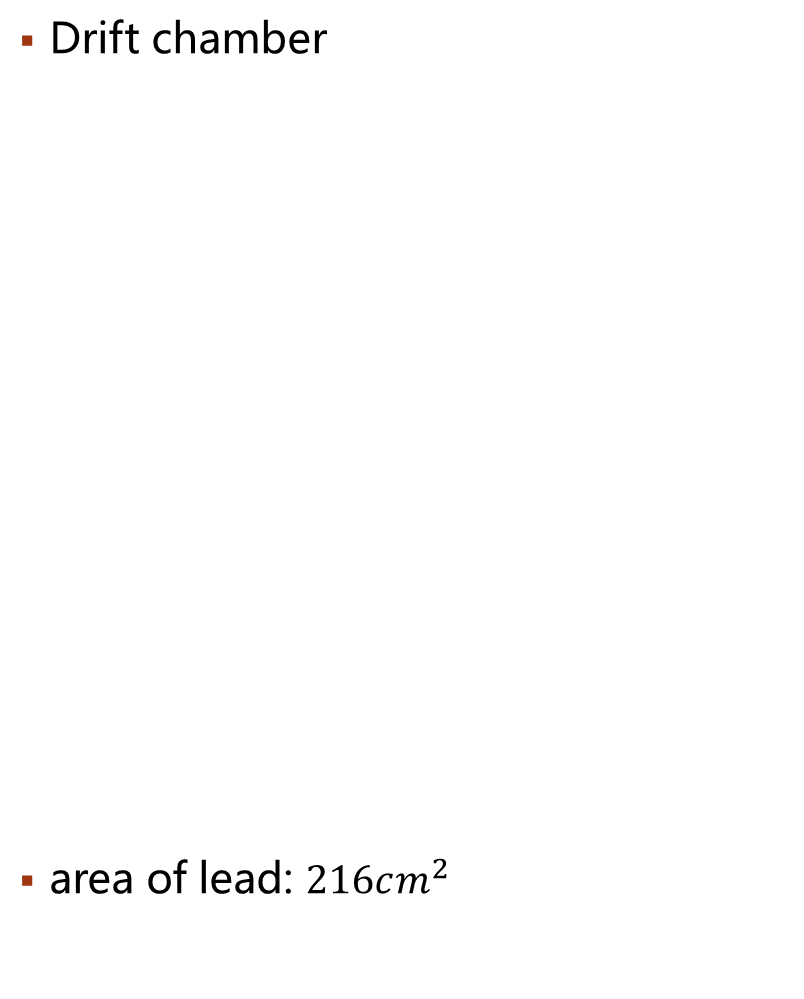 ▪ Drift chamber
▪ area of lead: 216cm²